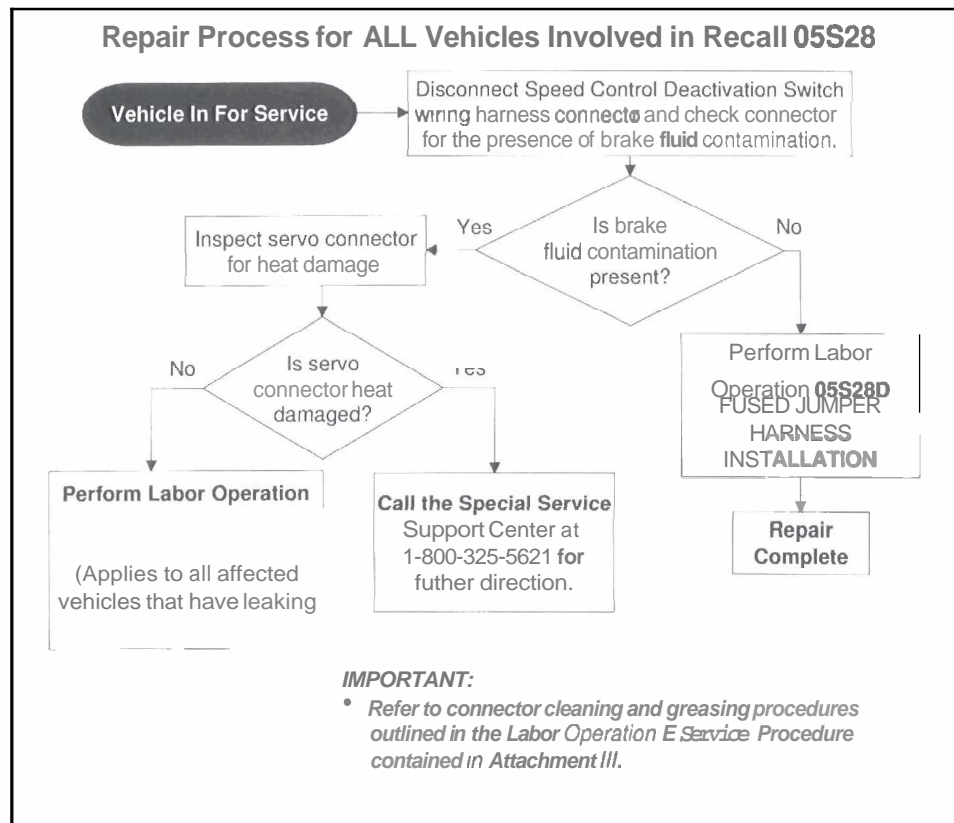 Repair Process for ALL Vehicles Involved in Recall 05S28
Vehicle In For Service
Disconnect Speed Control Deactivation Switch
wiring harness connecto and check connector
for the presence of brake fluid contamination.
Is brake
fluid contamination
present?
Yes
No
Inspect servo connector
for heat damage
Is servo
connector heat
damaged?
No
Perform Labor
Operation 05S28D
FUSED JUMPER
HARNESS
INSTALLATION
Repair
Complete
Perform Labor Operation
(Applies to all affected
vehicles that have leaking
Call the Special Service
Support Center at
1-800-325-5621 for
futher direction.
IMPORTANT:
• Refer to connector cleaning and greasing procedures
outlined in the Labor Operation E Service Procedure
contained in Attachment III.